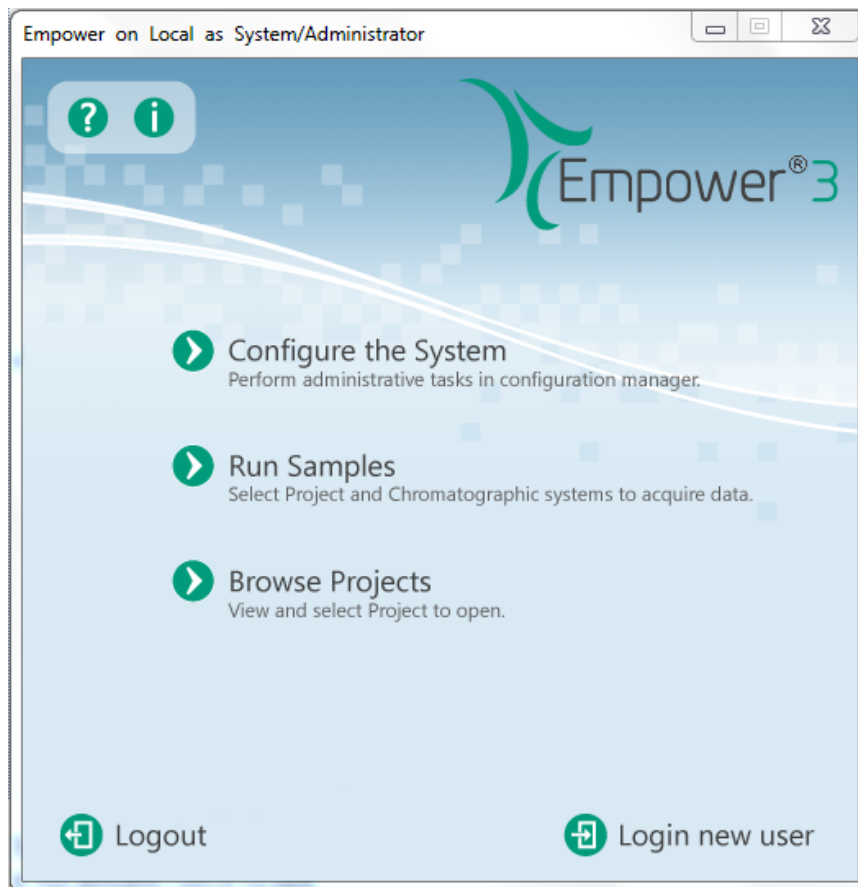 Empower on Local as System/Administrator
? i
Empower®3
Configure the System
Perform administrative tasks in configuration manager.
Run Samples
Select Project and Chromatographic systems to acquire data.
Browse Projects
View and select Project to open.
Logout
Login new user